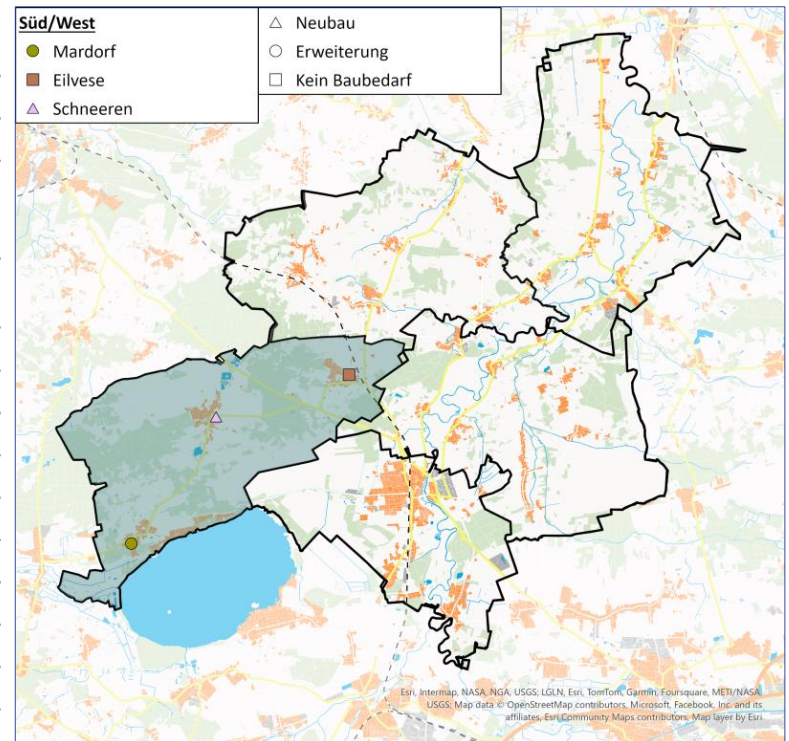 Süd/West
Mardorf
Eilvese
Schneeren
Neubau
Erweiterung
Kein Baubedarf
Esri, Intermap, NASA, NGA, USGS; LGLN, Esri, TomTom, Garmin, Foursquare, METI/NASA,
USGS; Map data © OpenStreetMap contributors, Microsoft, Facebook, Inc. and its
affiliates, Esri Community Maps contributors, Map layer by Esri